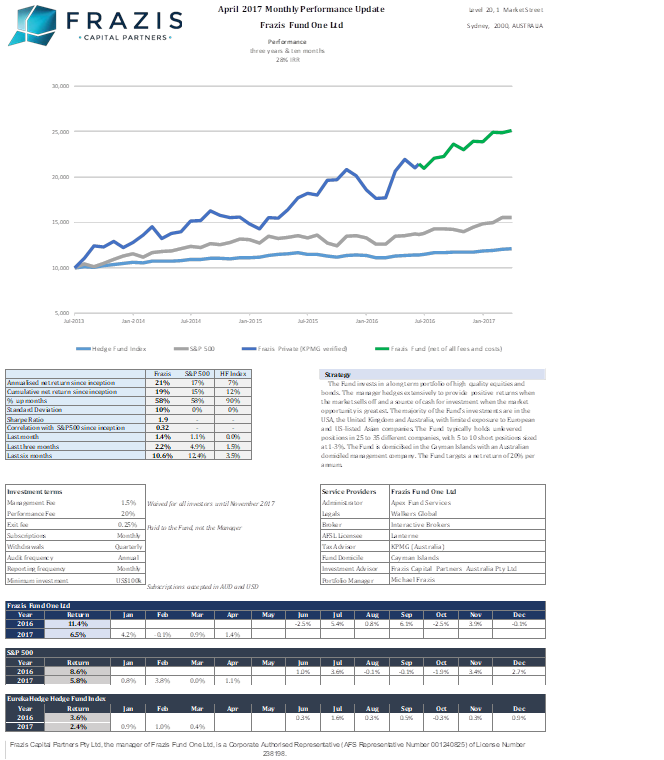 FRAZIS
• CAPITAL PARTNERS •
April 2017 Monthly Performance Update
Frazis Fund One Ltd
Level 20, 1 Market Street
Sydney, 2000, AUSTRALIA
Performance
three years & ten months
28% IRR
30,000
25,000
20,000
15,000
10,000
5,000
Jul-2013 Jan-2014 Jul-2014 Jan-2015 Jul-2015 Jan-2016 Jul-2016 Jan-2017
Hedge Fund Index S&P 500 Frazis Private (KPMG verified) Frazis Fund (net of all fees and costs)
Frazis S&P 500 HF Index
Annualised net return since inception 21% 17% 7%
Cumulative net return since inception 19% 15% 12%
% up months 58% 58% 90%
Standard Deviation 10% 0% 0%
Sharpe Ratio 1.9 - -
Correlation with S&P500 since inception 0.32 - -
Last month 1.4% 1.1% 0.0%
Last three months 2.2% 4.9% 1.5%
Last six months 10.6% 12.4% 3.5%
Strategy
The Fund invests in a long term portfolio of high quality equities and
bonds. The manager hedges extensively to provide positive returns when
the market sells off and a source of cash for investment when the market
opportunity is greatest. The majority of the Fund's investments are in the
USA, the United Kingdom and Australia, with limited exposure to European
and US-listed Asian companies. The Fund typically holds unlevered
positions in 25 to 35 different companies, with 5 to 10 short positions sized
at 1-3%. The Fund is domiciled in the Cayman Islands with an Australian
domiciled management company. The Fund targets a net return of 20% per
annum.
Investment terms
Management Fee 1.5% Waived for all investors until November 2017
Performance Fee 20%
Exit fee 0.25% Paid to the Fund, not the Manager
Subscriptions Monthly
Withdrawals Quarterly
Audit frequency Annual
Reporting frequency Monthly
Minimum investment US$100k Subscriptions accepted in AUD and USD
Service Providers Frazis Fund One Ltd
Administrator Apex Fund Services
Legals Walkers Global
Broker Interactive Brokers
AFSL Licensee Lanterne
Tax Advisor KPMG (Australia)
Fund Domicile Cayman Islands
Investment Advisor Frazis Capital Partners Australia Pty Ltd
Portfolio Manager Michael Frazis
Frazis Fund One Ltd
Year Return Jan Feb Mar Apr May Jun Jul Aug Sep Oct Nov Dec
2016 11.4% -2.5% 5.4% 0.8% 6.1% -2.5% 3.9% -0.1%
2017 6.5% 4.2% -0.1% 0.9% 1.4%
S&P 500
Year Return Jan Feb Mar Apr May Jun Jul Aug Sep Oct Nov Dec
2016 8.6% 1.0% 3.6% -0.1% -0.1% -1.9% 3.4% 2.7%
2017 5.8% 0.8% 3.8% 0.0% 1.1%
EurekaHedge Hedge Fund Index
Year Return Jan Feb Mar Apr May Jun Jul Aug Sep Oct Nov Dec
2016 3.6% 0.3% 1.6% 0.3% 0.5% -0.3% 0.3% 0.9%
2017 2.4% 0.9% 1.0% 0.4%
Frazis Capital Partners Pty Ltd, the manager of Frazis Fund One Ltd, is a Corporate Authorised Representative (AFS Representative Number 001240825) of License Number
238198.